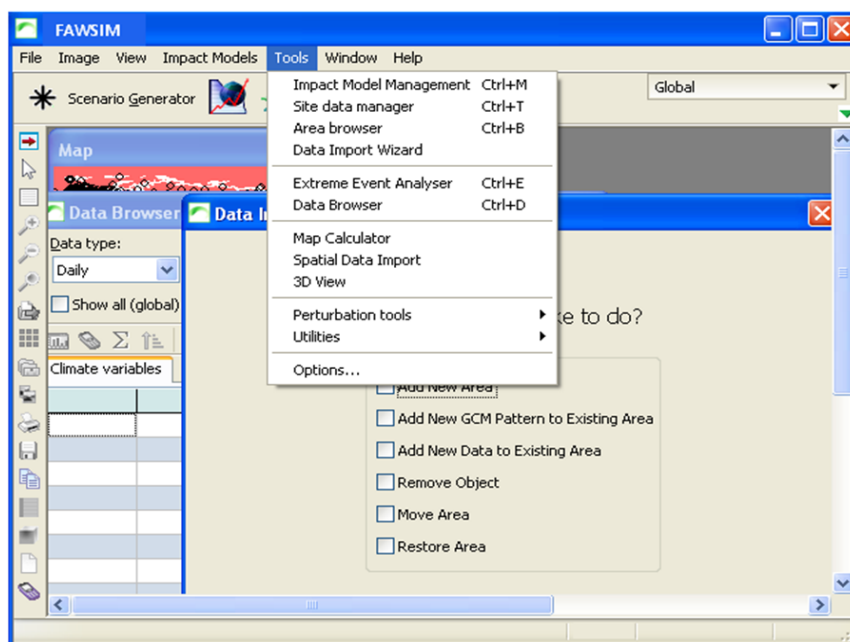 FAWSIM
File Image View Impact Models Tools Window Help
Scenario Generator
Global
Impact Model Management Ctrl+M
Site data manager Ctrl+T
Area browser Ctrl+B
Data Import Wizard
Extreme Event Analyser Ctrl+E
Data Browser Ctrl+D
Map Calculator
Spatial Data Import
3D View
Perturbation tools
Utilities
Options...
Map
Data Browser
Data type:
Daily
Show all (global)
Climate variables
Data I
ke to do?
Add New Area
Add New GCM Pattern to Existing Area
Add New Data to Existing Area
Remove Object
Move Area
Restore Area